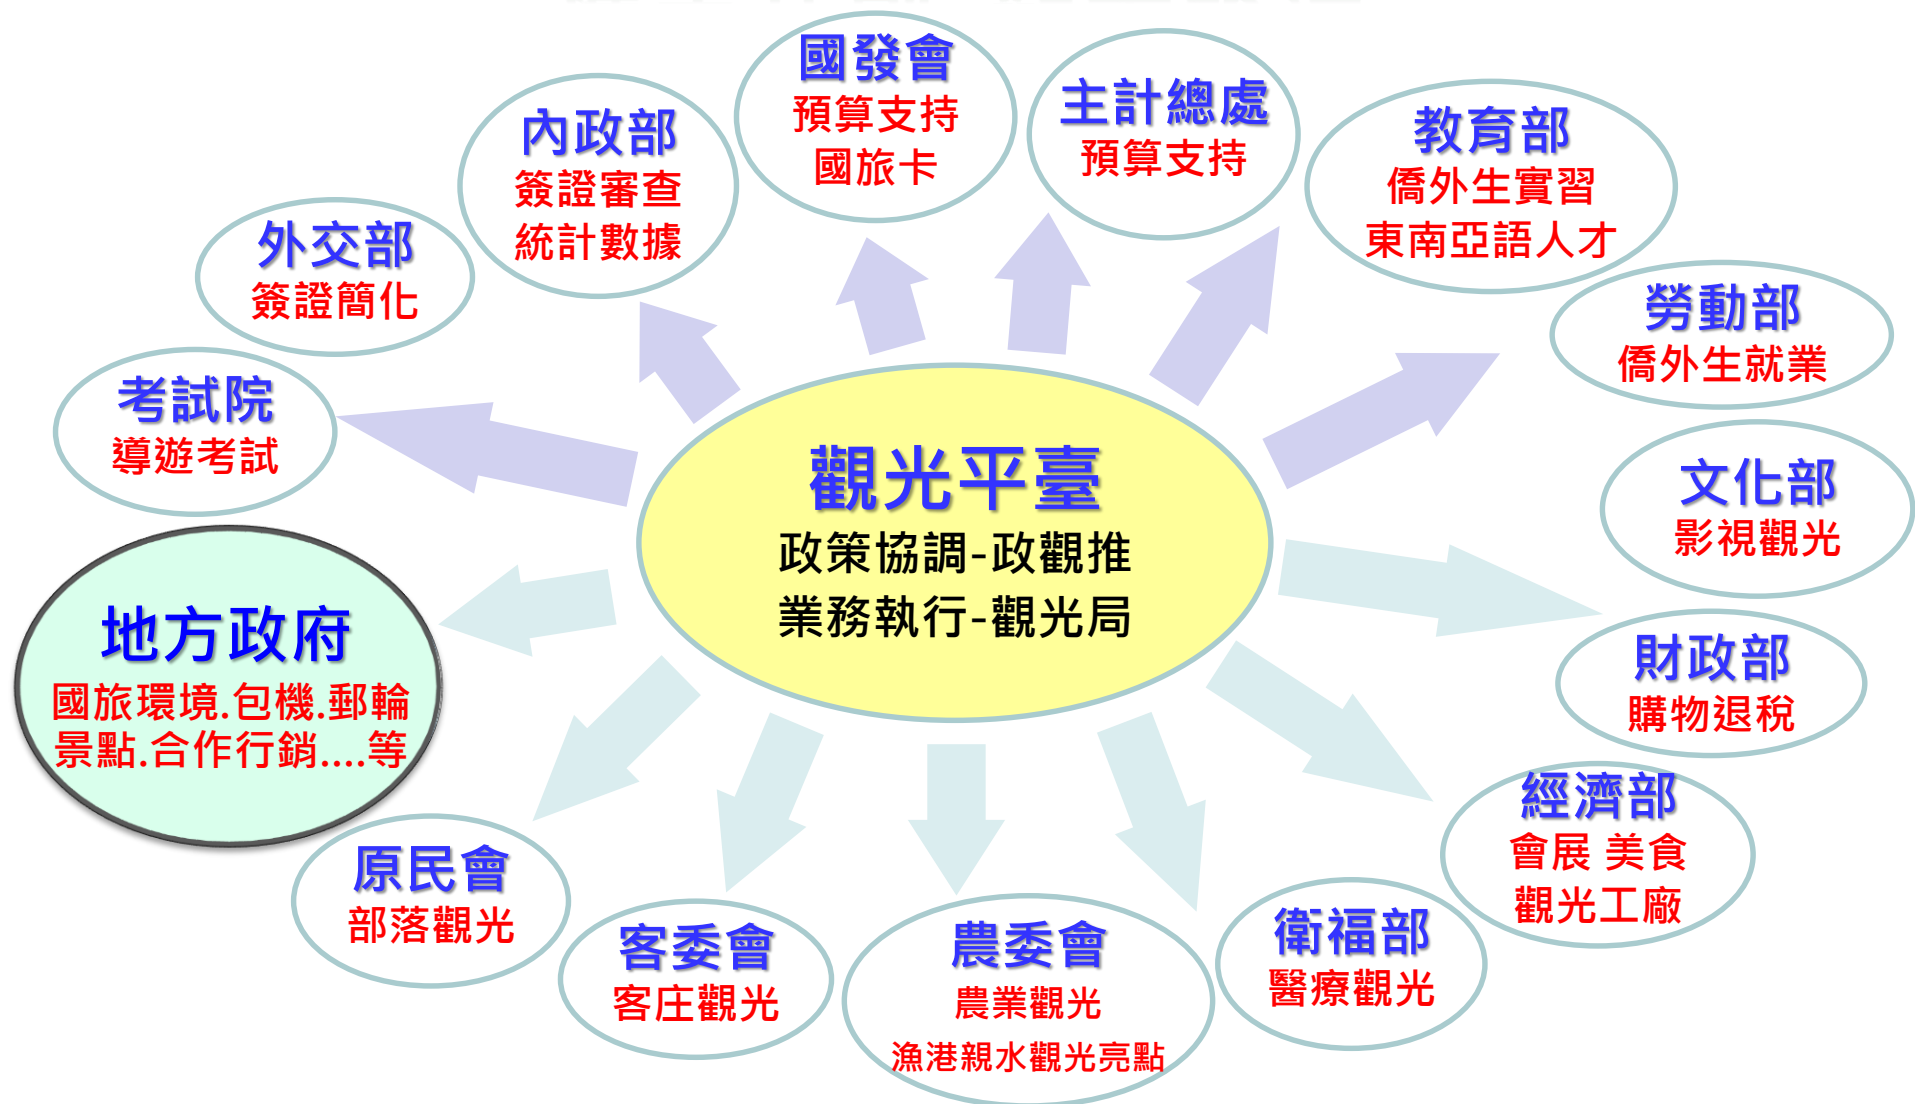 國發會
預算支持
國旅卡
主計總處
預算支持
內政部
簽證審查
統計數據
教育部
僑外生實習
東南亞語人才
外交部
簽證簡化
勞動部
僑外生就業
考試院
導遊考試
觀光平臺
政策協調-政觀推
業務執行-觀光局
文化部
影視觀光
地方政府
國旅環境.包機.郵輪
景點.合作行銷....等
財政部
購物退稅
經濟部
會展 美食
觀光工廠
原民會
部落觀光
客委會
客庄觀光
農委會
農業觀光
漁港親水觀光亮點
衛福部
醫療觀光